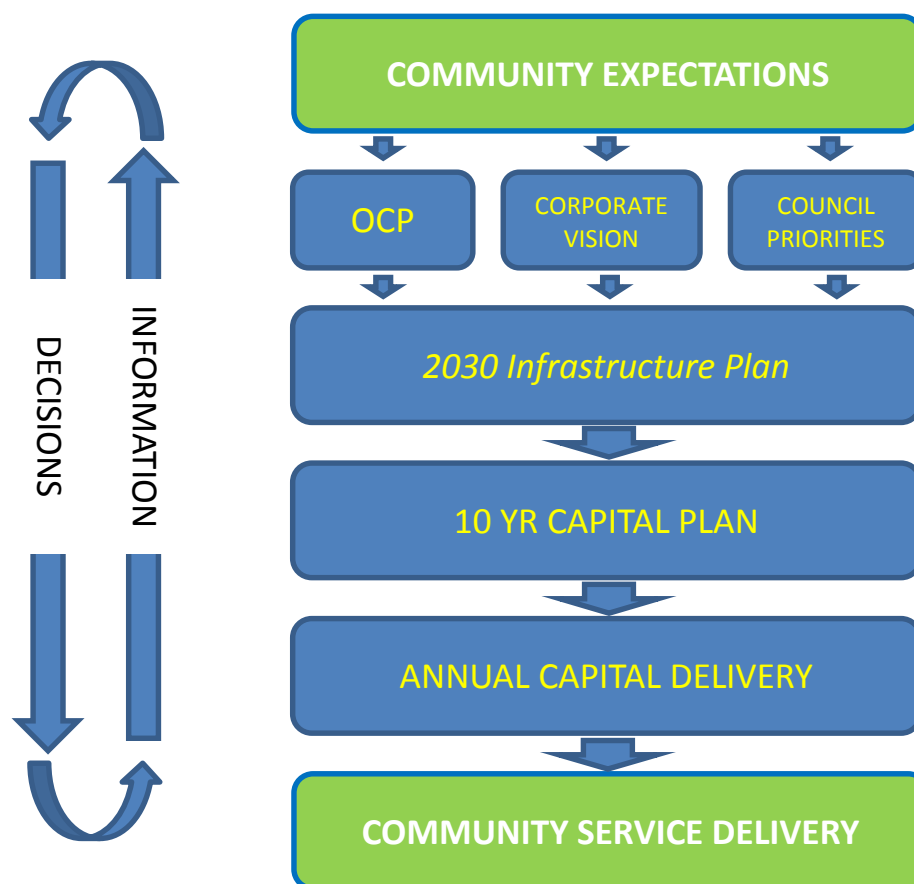 COMMUNITY EXPECTATIONS
OCP
CORPORATE
VISION
COUNCIL
PRIORITIES
2030 Infrastructure Plan
10 YR CAPITAL PLAN
ANNUAL CAPITAL DELIVERY
COMMUNITY SERVICE DELIVERY
DECISIONS
INFORMATION